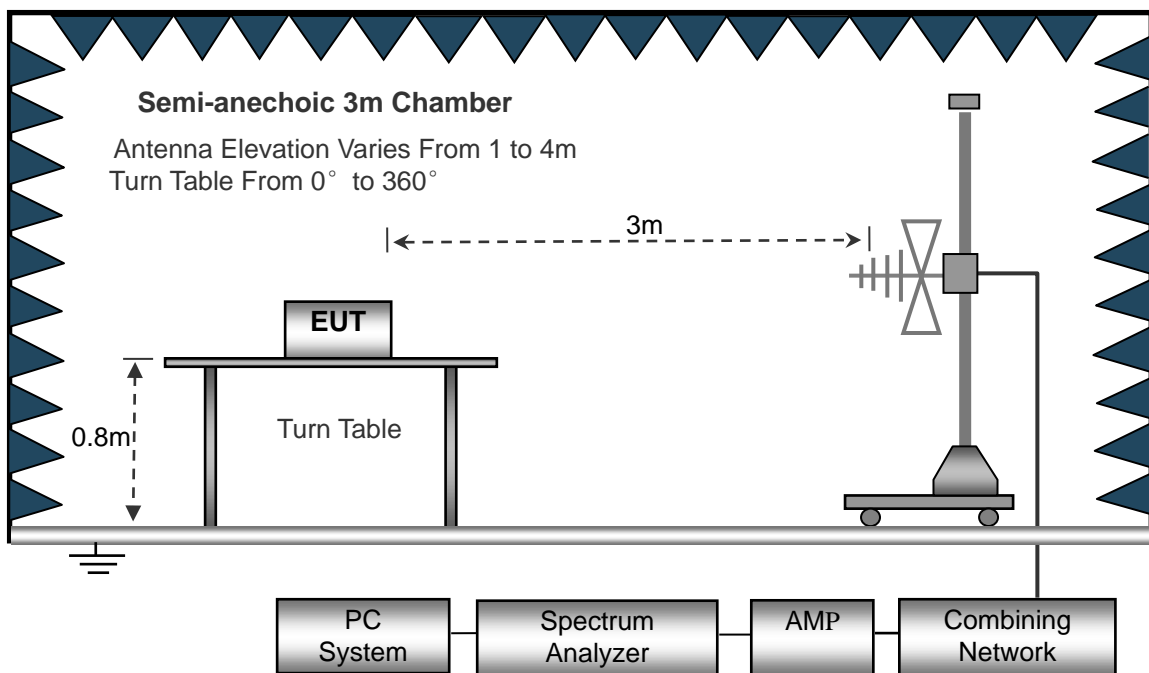 Semi-anechoic 3m Chamber
Antenna Elevation Varies From 1 to 4m
Turn Table From 0° to 360°
3m
EUT
0.8m
Turn Table
PC
System
Spectrum
Analyzer
AMP
Combining
Network